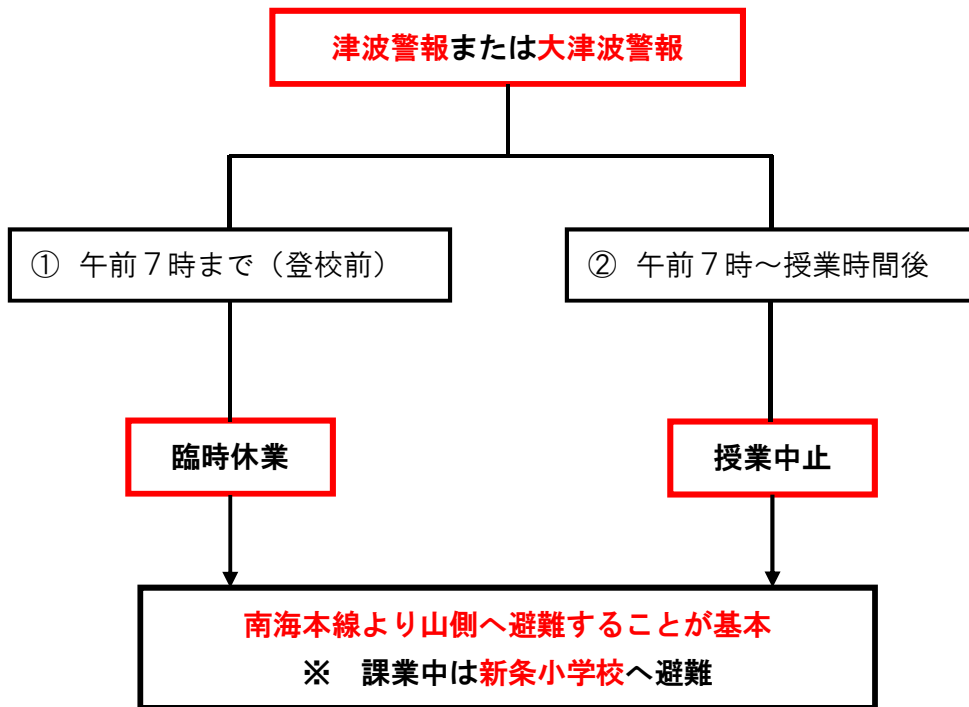 津波警報または大津波警報
① 午前７時まで（登校前）
② 午前７時～授業時間後
臨時休業
授業中止
南海本線より山側へ避難することが基本
※ 課業中は新条小学校へ避難